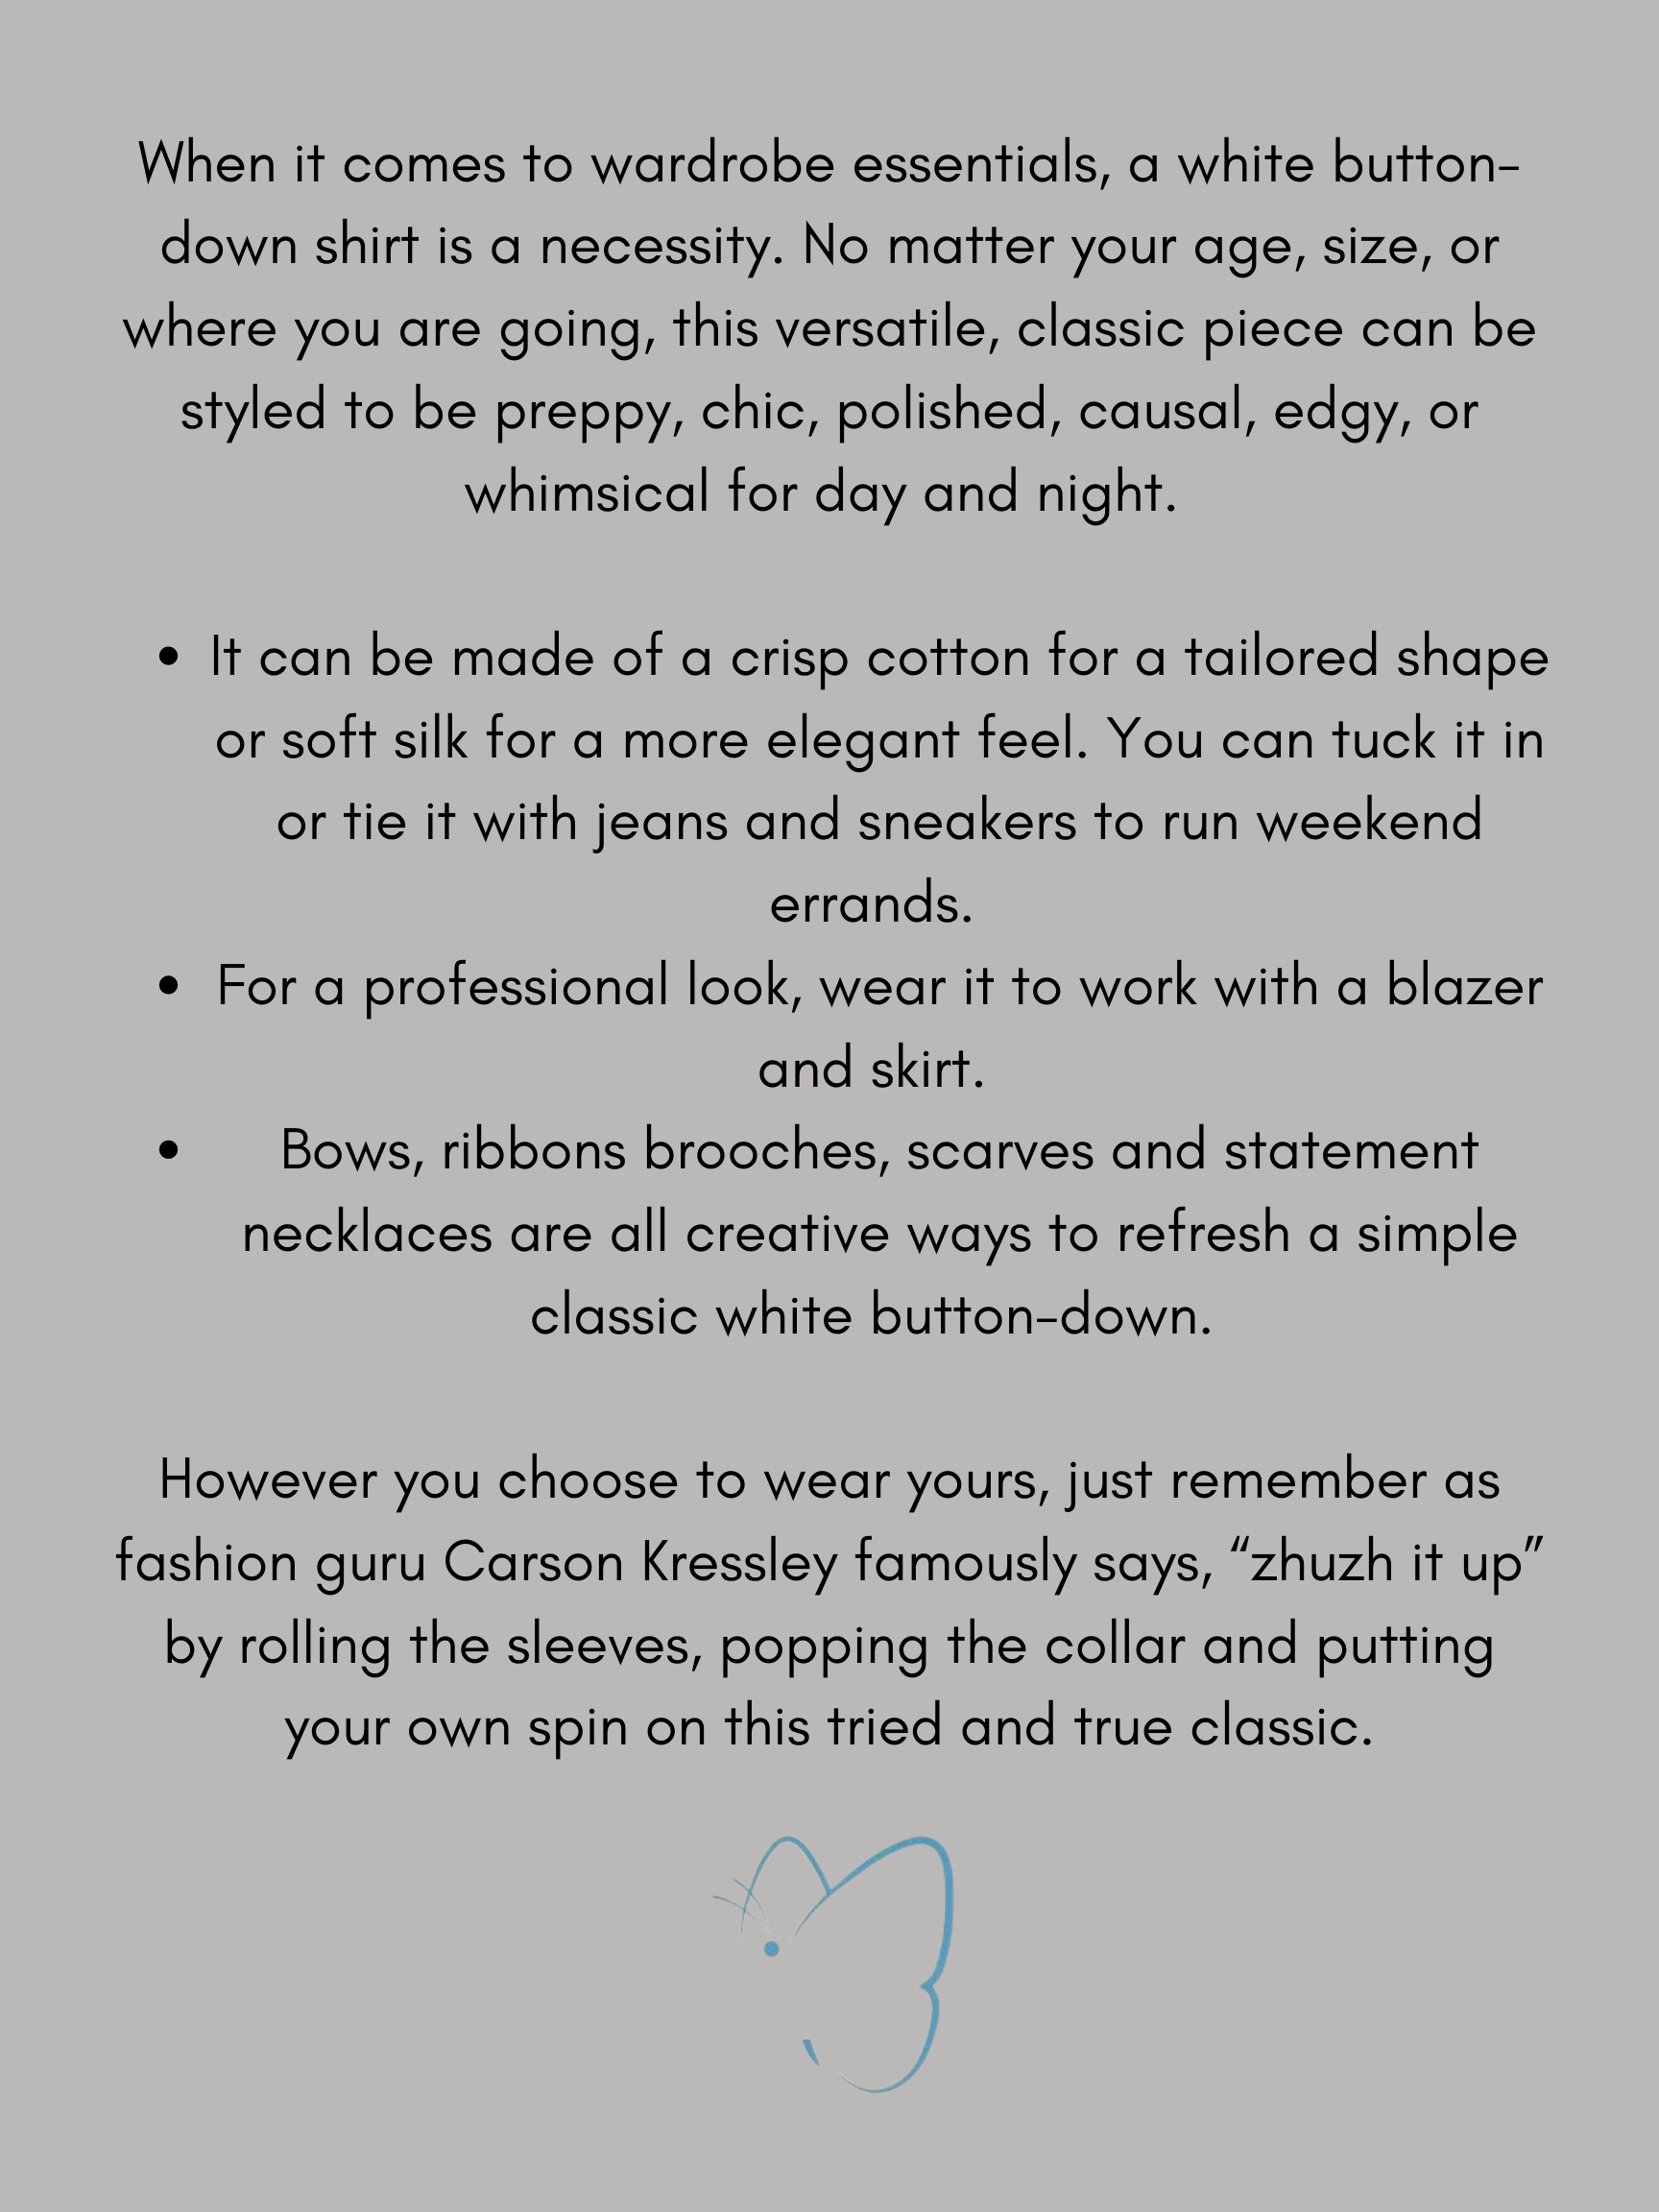 When it comes to wardrobe essentials, a white button-
down shirt is a necessity. No matter your age, size, or
where you are going, this versatile, classic piece can be
styled to be preppy, chic, polished, causal, edgy, or
whimsical for day and night.
• It can be made of a crisp cotton for a tailored shape
or soft silk for a more elegant feel. You can tuck it in
or tie it with jeans and sneakers to run weekend
errands.
• For a professional look, wear it to work with a blazer
and skirt.
• Bows, ribbons brooches, scarves and statement
necklaces are all creative ways to refresh a simple
classic white button-down.
However you choose to wear yours, just remember as
fashion guru Carson Kressley famously says, “zhuzh it up”
by rolling the sleeves, popping the collar and putting
your own spin on this tried and true classic.